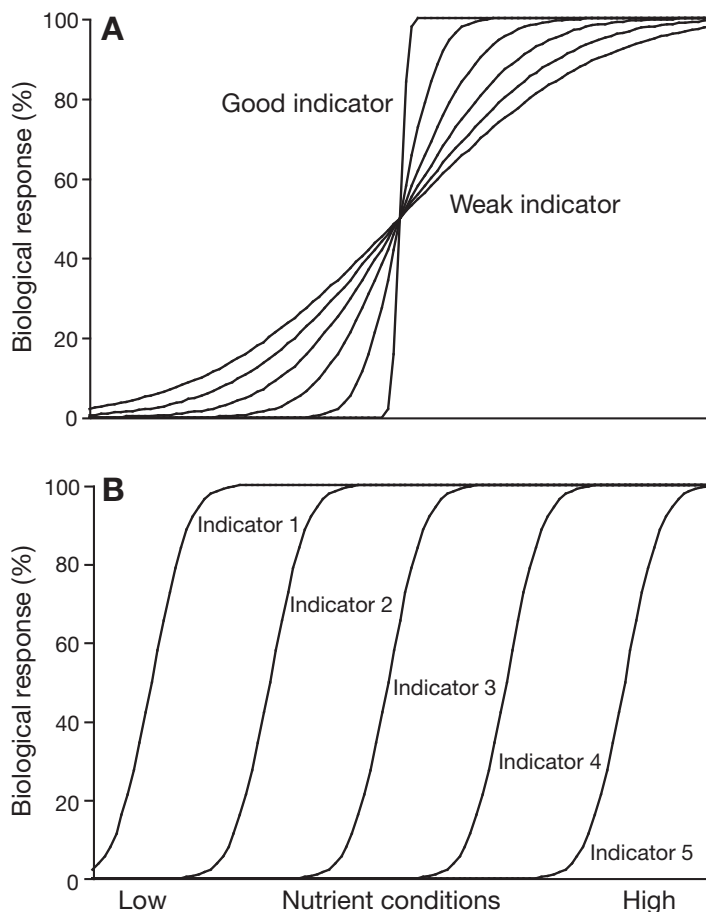 A
Biological response (%)
100
80
60
40
20
0
Good indicator
Weak indicator
B
Biological response (%)
100
80
60
40
20
0
Indicator 1
Indicator 2
Indicator 3
Indicator 4
Indicator 5
Low Nutrient conditions High